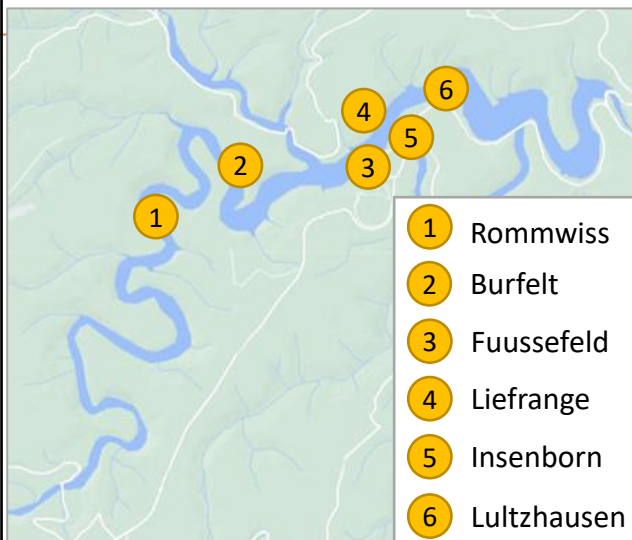 6
4
5
2
3
1
1 Rommwiss
2 Burfelt
3 Fuussefeld
4 Liefrange
5 Insenborn
6 Lultzhausen